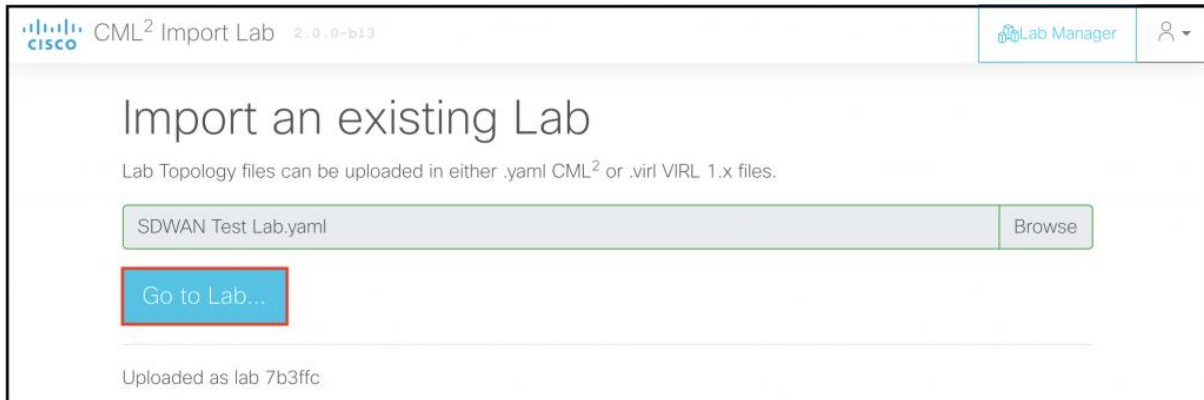 CISCO CML² Import Lab 2.0.0-b13 Lab Manager
Import an existing Lab
Lab Topology files can be uploaded in either .yaml CML² or .virl VIRL 1.x files.
SDWAN Test Lab.yaml Browse
Go to Lab...
Uploaded as lab 7b3ffc